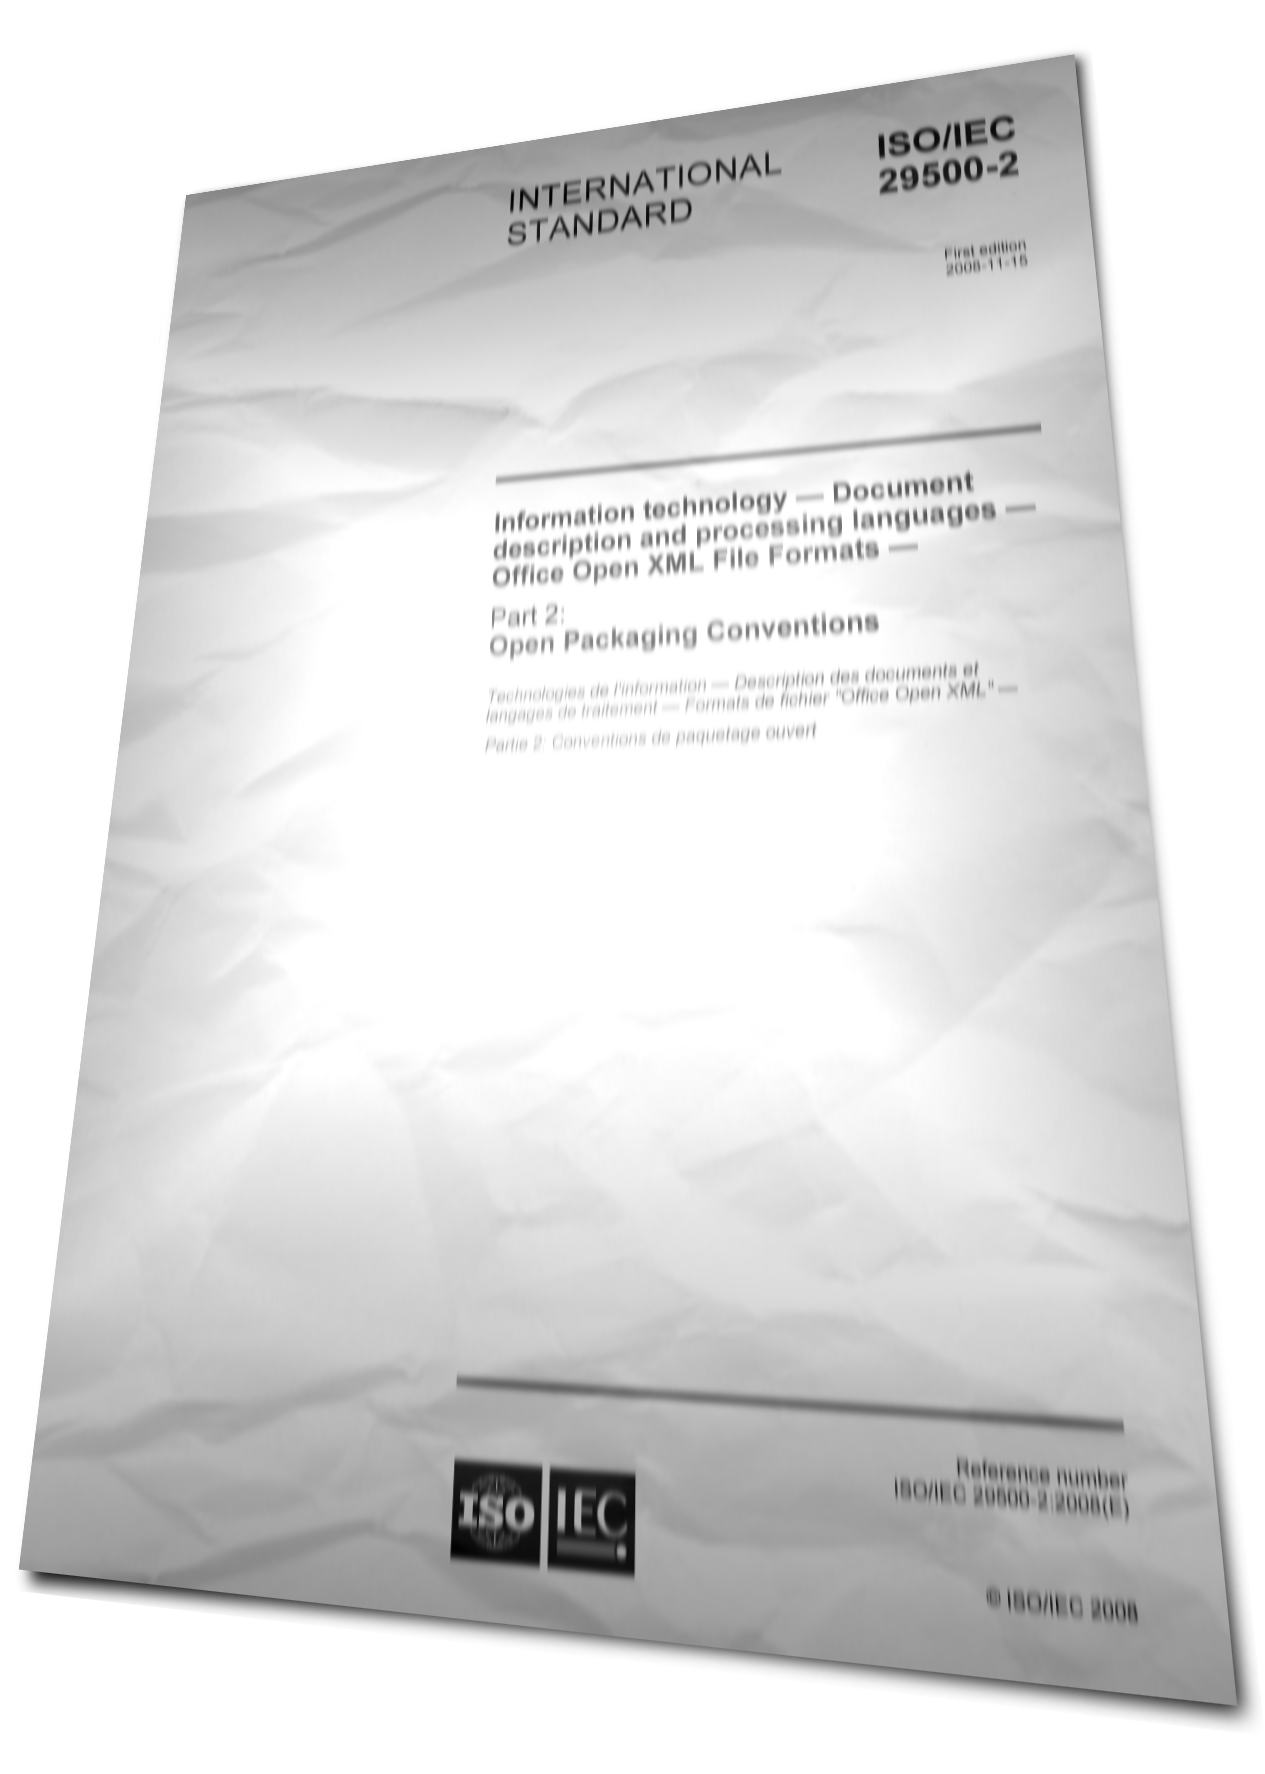 INTERNATIONAL
STANDARD
ISO/IEC
29500-2
First edition
2008-11-15
Information technology — Document
description and processing languages —
Office Open XML File Formats —
Part 2:
Open Packaging Conventions
Technologies de l'information — Description des documents et
langages de traitement — Formats de fichier "Office Open XML" —
Partie 2: Conventions de paquetage ouvert
ISO IEC
Reference number
ISO/IEC 29500-2:2008(E)
© ISO/IEC 2008